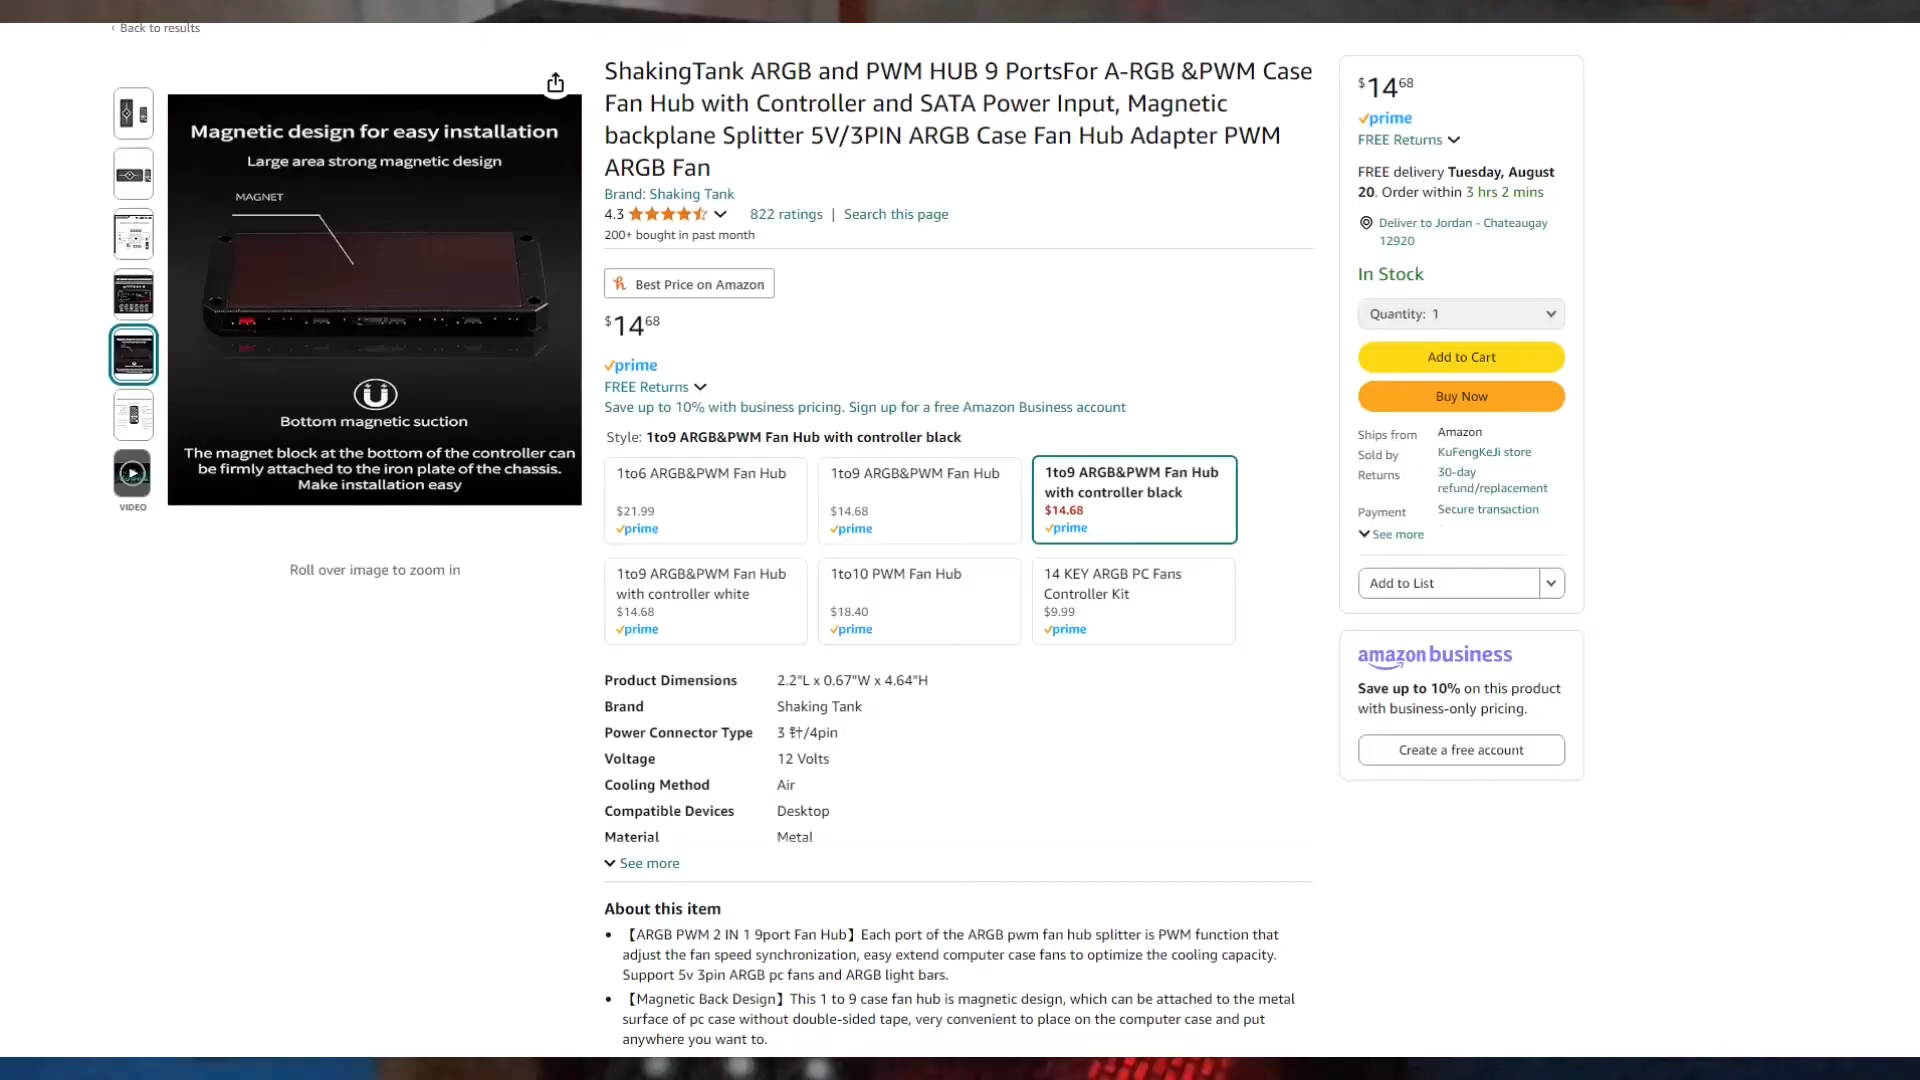 ‹ Back to results
Magnetic design for easy installation
Large area strong magnetic design
MAGNET
Bottom magnetic suction
The magnet block at the bottom of the controller can
be firmly attached to the iron plate of the chassis.
Make installation easy
VIDEO
Roll over image to zoom in
ShakingTank ARGB and PWM HUB 9 PortsFor A-RGB &PWM Case
Fan Hub with Controller and SATA Power Input, Magnetic
backplane Splitter 5V/3PIN ARGB Case Fan Hub Adapter PWM
ARGB Fan
Brand: Shaking Tank
4.3 822 ratings | Search this page
200+ bought in past month
Best Price on Amazon
$1468
prime
FREE Returns
Save up to 10% with business pricing. Sign up for a free Amazon Business account
Style: 1to9 ARGB&PWM Fan Hub with controller black
1to6 ARGB&PWM Fan Hub
$21.99
prime
1to9 ARGB&PWM Fan Hub
$14.68
prime
1to9 ARGB&PWM Fan Hub
with controller black
$14.68
prime
1to9 ARGB&PWM Fan Hub
with controller white
$14.68
prime
1to10 PWM Fan Hub
$18.40
prime
14 KEY ARGB PC Fans
Controller Kit
$9.99
prime
Product Dimensions 2.2"L x 0.67"W x 4.64"H
Brand Shaking Tank
Power Connector Type 3 针/4pin
Voltage 12 Volts
Cooling Method Air
Compatible Devices Desktop
Material Metal
See more
About this item
• 【ARGB PWM 2 IN 1 9port Fan Hub】Each port of the ARGB pwm fan hub splitter is PWM function that
adjust the fan speed synchronization, easy extend computer case fans to optimize the cooling capacity.
Support 5v 3pin ARGB pc fans and ARGB light bars.
• 【Magnetic Back Design】This 1 to 9 case fan hub is magnetic design, which can be attached to the metal
surface of pc case without double-sided tape, very convenient to place on the computer case and put
anywhere you want to.
$1468
prime
FREE Returns
FREE delivery Tuesday, August
20. Order within 3 hrs 2 mins
Deliver to Jordan - Chateaugay
12920
In Stock
Quantity: 1
Add to Cart
Buy Now
Ships from Amazon
Sold by KuFengKeJi store
Returns 30-day
refund/replacement
Payment Secure transaction
See more
Add to List
amazon business
Save up to 10% on this product
with business-only pricing.
Create a free account